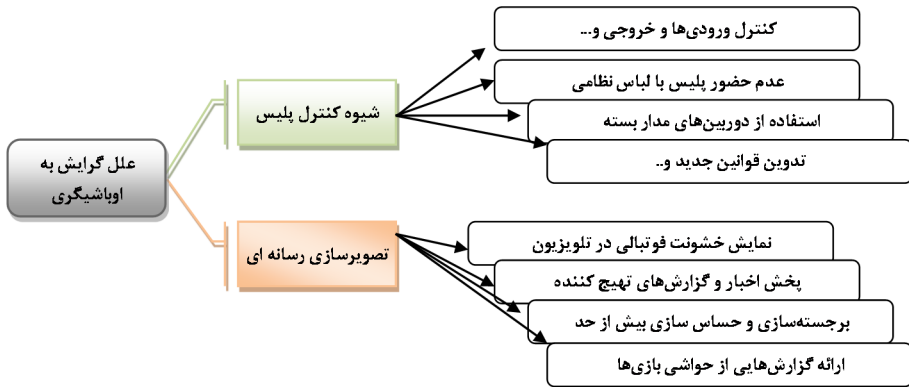 علل گرایش به
اوباشیگری
شیوه کنترل پلیس
کنترل ورودی‌ها و خروجی و...
عدم حضور پلیس با لباس نظامی
استفاده از دوربین‌های مدار بسته
تدوین قوانین جدید و..
تصویرسازی رسانه ای
نمایش خشونت فوتبالی در تلویزیون
پخش اخبار و گزارش‌های تهیج کننده
برجسته‌سازی و حساس سازی بیش از حد
ارائه گزارش‌هایی از حواشی بازی‌ها